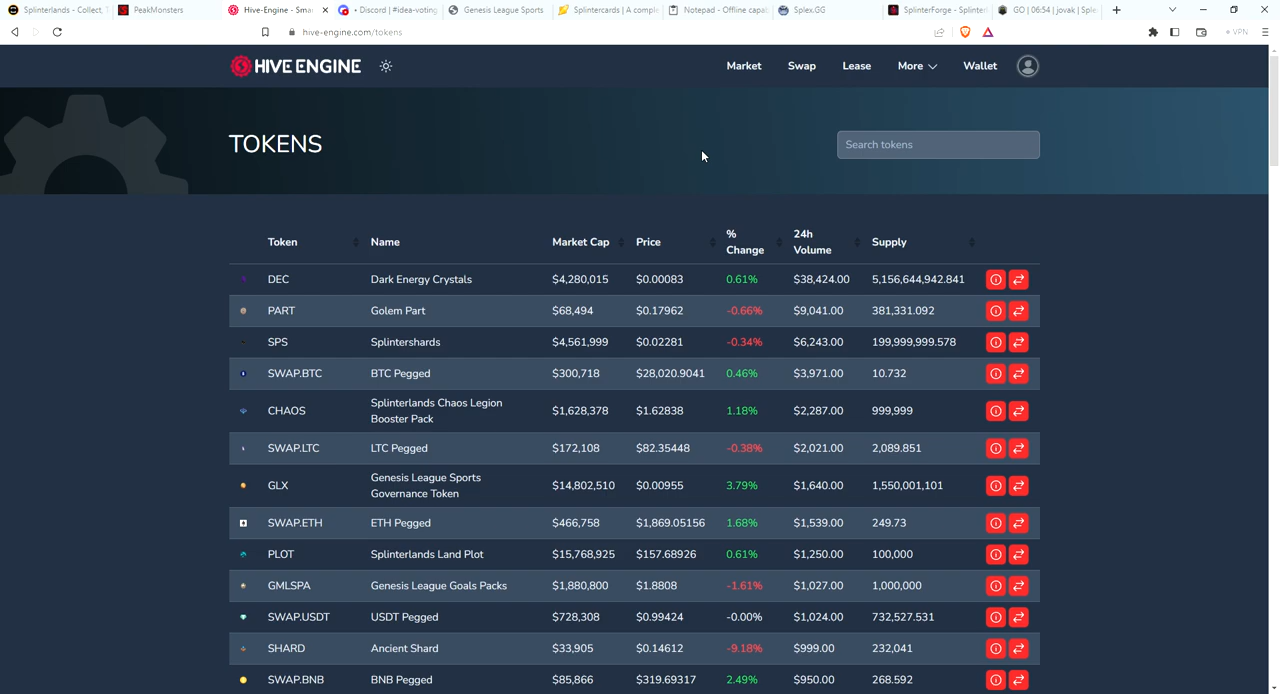 Splinterlands - Collect, T
PeakMonsters
Hive-Engine - Smar
• Discord | #idea-voting
Genesis League Sports
Splintercards | A comple
Notepad - Offline capab
Splex.GG
SplinterForge - Splinterl
GO | 06:54 | jovak | Sple
hive-engine.com/tokens
VPN
HIVE ENGINE
Market Swap Lease More Wallet
TOKENS
Search tokens
Token Name Market Cap Price % Change 24h Volume Supply
DEC Dark Energy Crystals $4,280,015 $0.00083 0.61% $38,424.00 5,156,644,942.841
PART Golem Part $68,494 $0.17962 -0.66% $9,041.00 381,331.092
SPS Splintershards $4,561,999 $0.02281 -0.34% $6,243.00 199,999,999.578
SWAP.BTC BTC Pegged $300,718 $28,020.9041 0.46% $3,971.00 10.732
CHAOS Splinterlands Chaos Legion Booster Pack $1,628,378 $1.62838 1.18% $2,287.00 999,999
SWAP.LTC LTC Pegged $172,108 $82.35448 -0.38% $2,021.00 2,089.851
GLX Genesis League Sports Governance Token $14,802,510 $0.00955 3.79% $1,640.00 1,550,001,101
SWAP.ETH ETH Pegged $466,758 $1,869.05156 1.68% $1,539.00 249.73
PLOT Splinterlands Land Plot $15,768,925 $157.68926 0.61% $1,250.00 100,000
GMLSPA Genesis League Goals Packs $1,880,800 $1.8808 -1.61% $1,027.00 1,000,000
SWAP.USDT USDT Pegged $728,308 $0.99424 -0.00% $1,024.00 732,527.531
SHARD Ancient Shard $33,905 $0.14612 -9.18% $999.00 232,041
SWAP.BNB BNB Pegged $85,866 $319.69317 2.49% $950.00 268.592